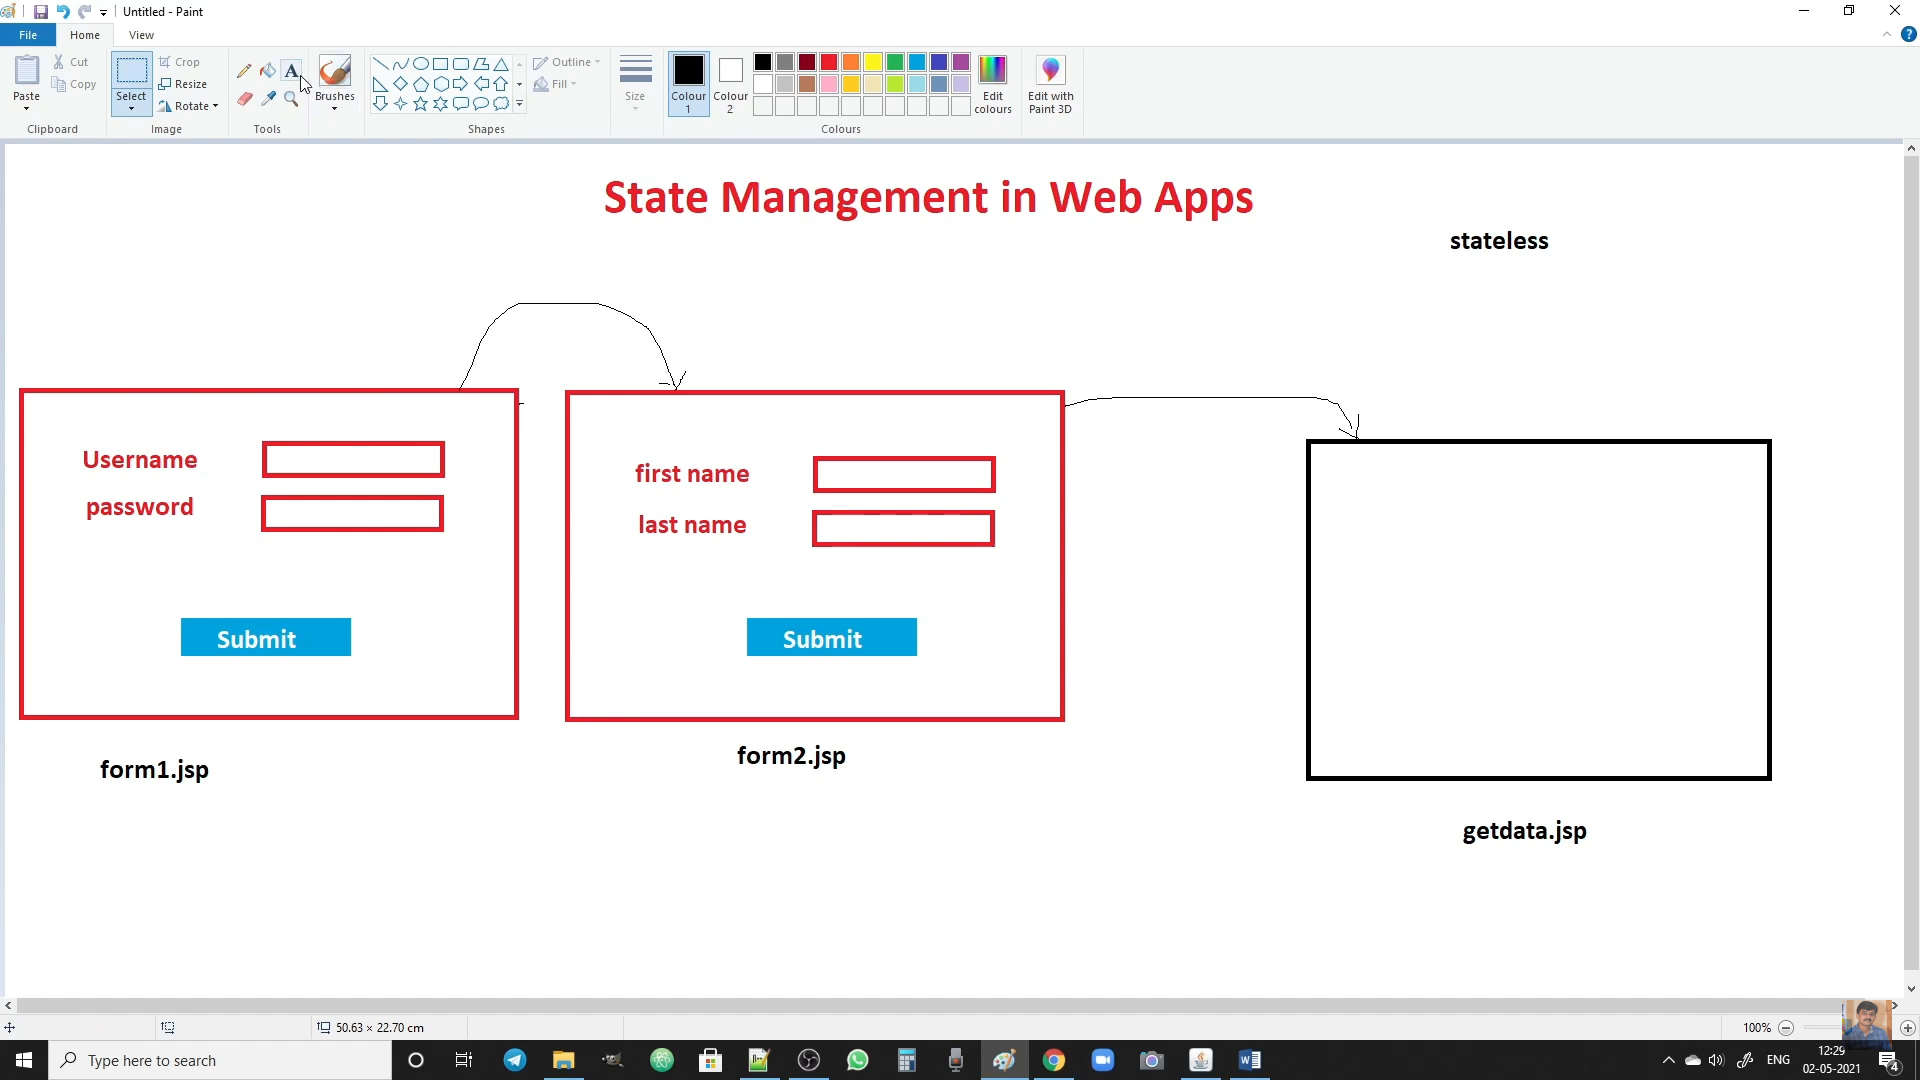 Untitled - Paint
File Home View
Paste
Cut
Copy
Clipboard
Select
Crop
Resize
Rotate
Image
A
Tools
Brushes
Shapes
Outline
Fill
Size
Colour 1
Colour 2
Edit colours
Colours
Edit with Paint 3D
State Management in Web Apps
stateless
Username
password
Submit
form1.jsp
first name
last name
Submit
form2.jsp
getdata.jsp
50.63 × 22.70 cm
100%
Type here to search
ENG
12:29
02-05-2021
4